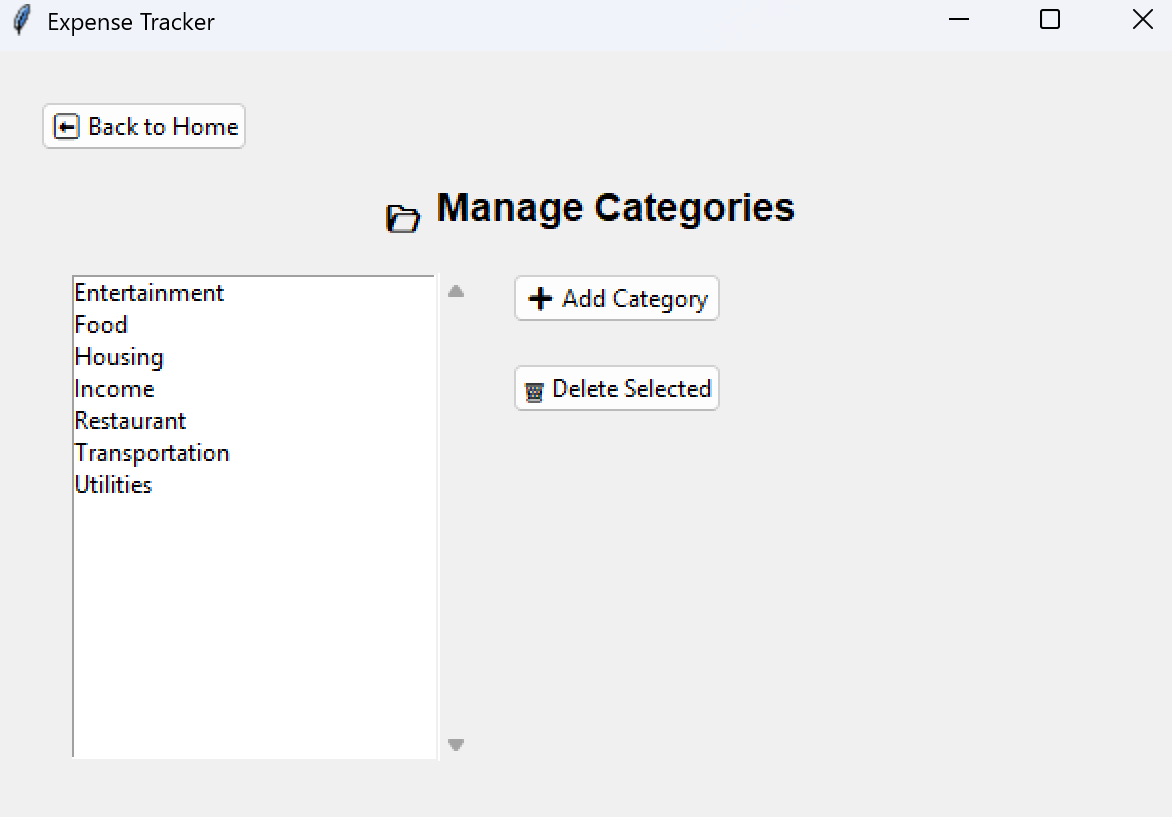 Expense Tracker
Back to Home
Manage Categories
Entertainment
Food
Housing
Income
Restaurant
Transportation
Utilities
Add Category
Delete Selected